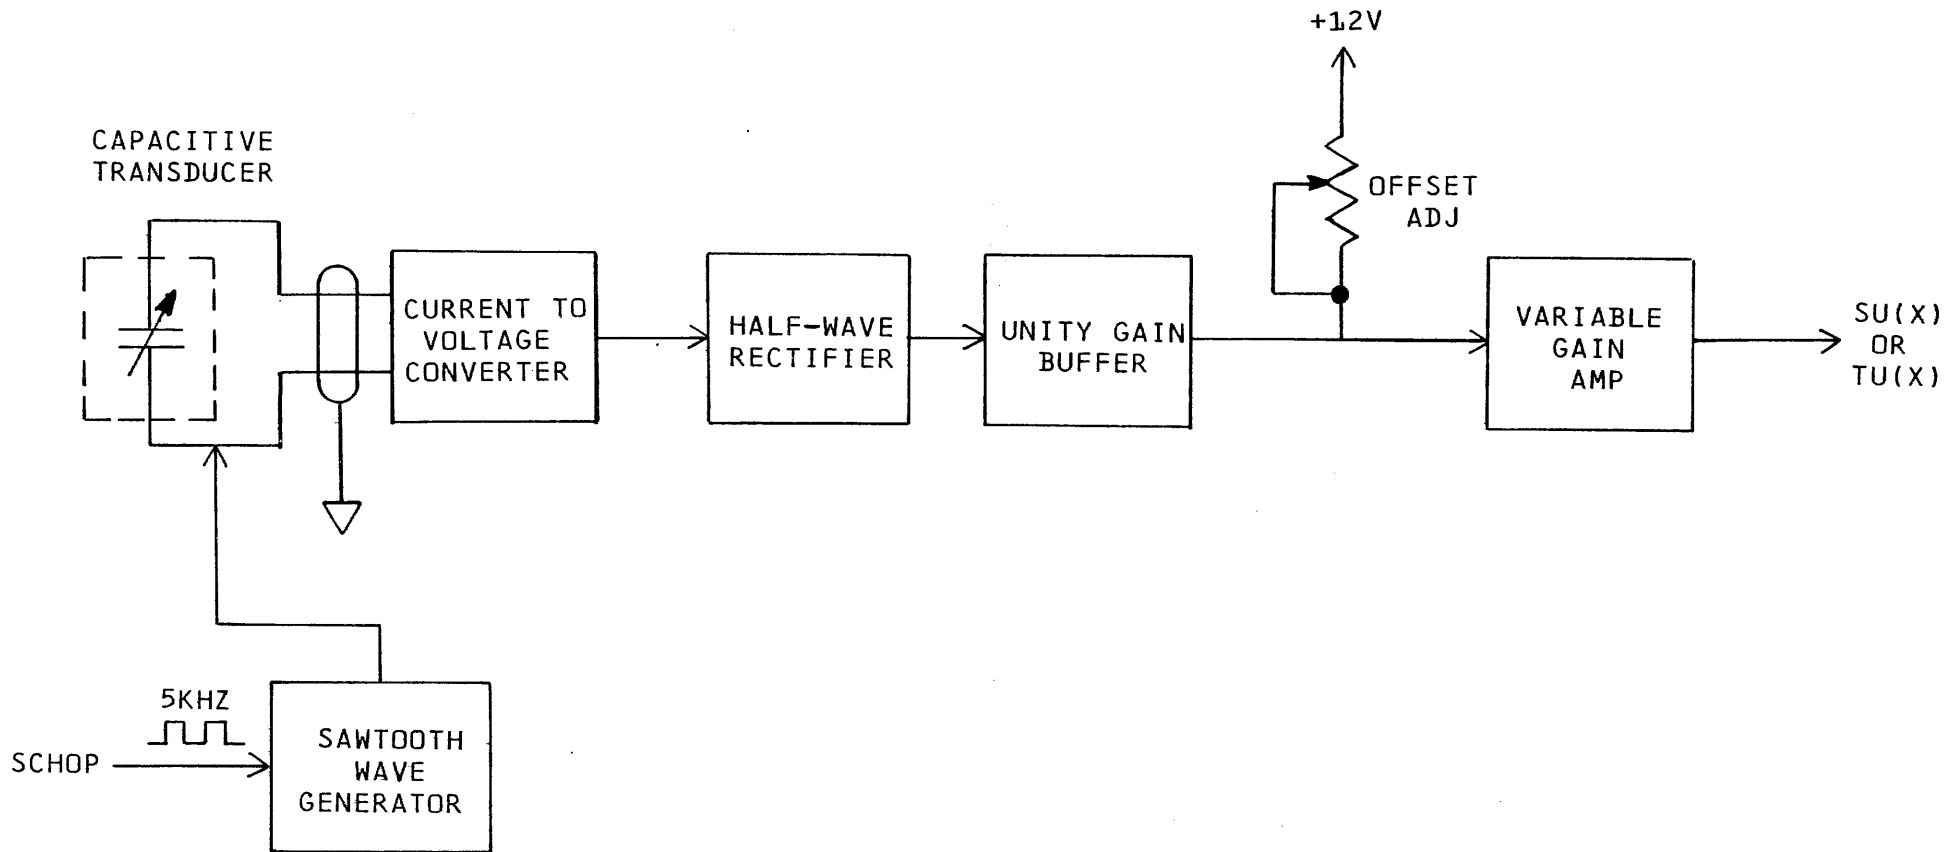 +12V
CAPACITIVE
TRANSDUCER
OFFSET
ADJ
CURRENT TO
VOLTAGE
CONVERTER
HALF-WAVE
RECTIFIER
UNITY GAIN
BUFFER
VARIABLE
GAIN
AMP
SU(X)
OR
TU(X)
5KHZ
SCHOP
SAWTOOTH
WAVE
GENERATOR